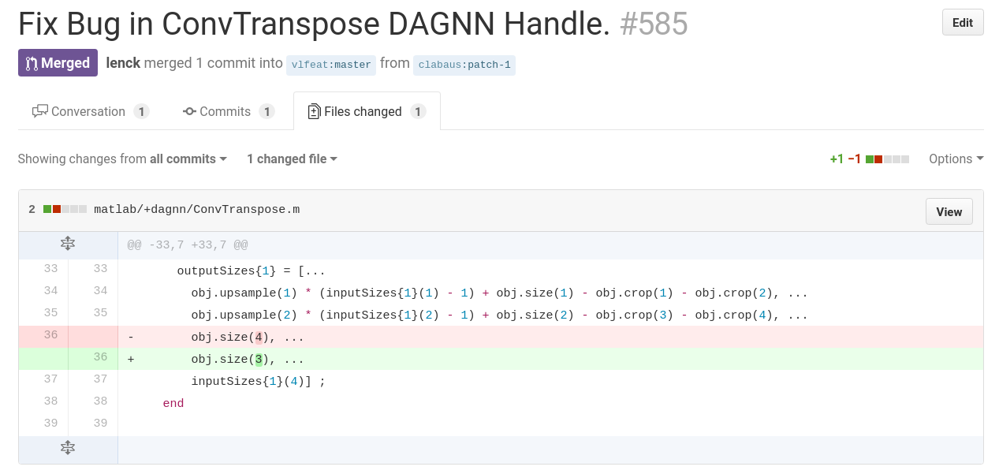 Fix Bug in ConvTranspose DAGNN Handle. #585
Edit
Merged lenck merged 1 commit into vlfeat:master from clabaus:patch-1
Conversation 1 Commits 1 Files changed 1
Showing changes from all commits 1 changed file +1 −1 Options
2 matlab/+dagnn/ConvTranspose.m View
@@ -33,7 +33,7 @@
33 33 outputSizes{1} = [...
34 34 obj.upsample(1) * (inputSizes{1}(1) - 1) + obj.size(1) - obj.crop(1) - obj.crop(2), ...
35 35 obj.upsample(2) * (inputSizes{1}(2) - 1) + obj.size(2) - obj.crop(3) - obj.crop(4), ...
36 - obj.size(4), ...
36 + obj.size(3), ...
37 37 inputSizes{1}(4)] ;
38 38 end
39 39